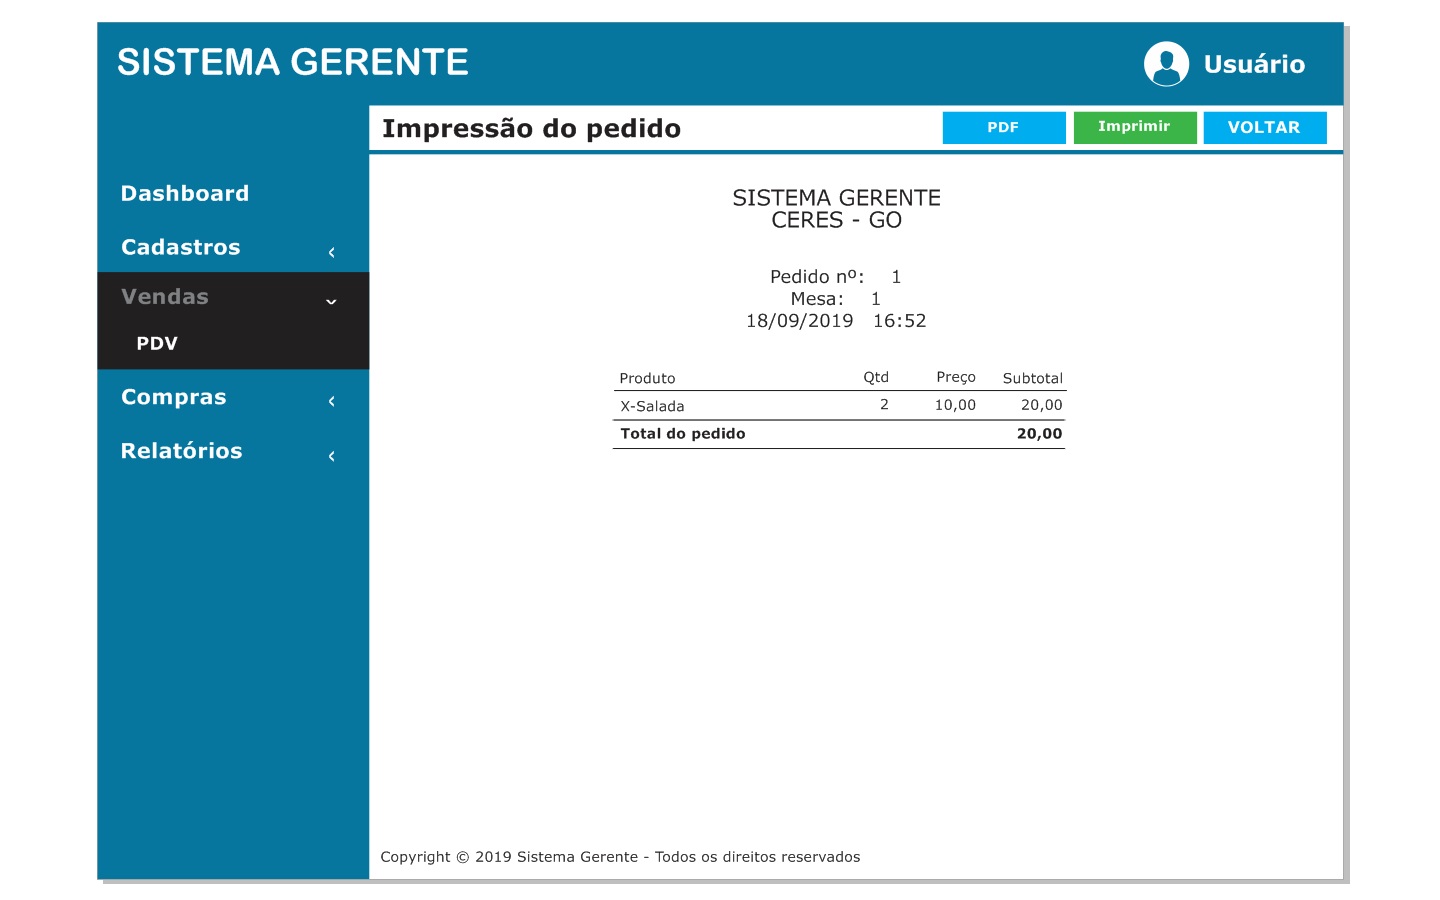 SISTEMA GERENTE
Usuário
Impressão do pedido
PDF
Imprimir
VOLTAR
Dashboard
Cadastros
Vendas
PDV
Compras
Relatórios
SISTEMA GERENTE
CERES - GO
Pedido nº: 1
Mesa: 1
18/09/2019 16:52
Produto Qtd Preço Subtotal
X-Salada 2 10,00 20,00
Total do pedido 20,00
Copyright © 2019 Sistema Gerente - Todos os direitos reservados